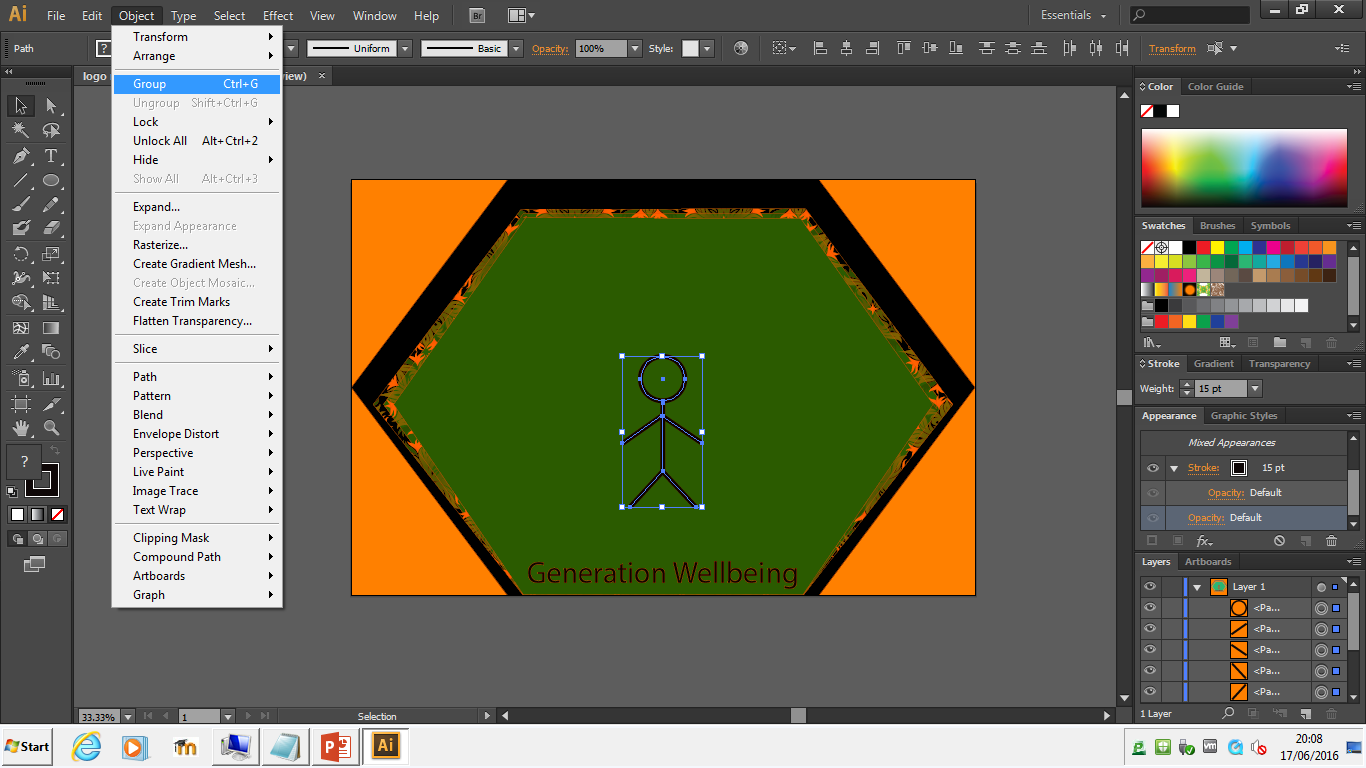 Ai File Edit Object Type Select Effect View Window Help Br Essentials
Path ? Uniform Basic Opacity: 100% Style: Transform
logo view) ×
Transform
Arrange
Group Ctrl+G
Ungroup Shift+Ctrl+G
Lock
Unlock All Alt+Ctrl+2
Hide
Show All Alt+Ctrl+3
Expand...
Expand Appearance
Rasterize...
Create Gradient Mesh...
Create Object Mosaic...
Create Trim Marks
Flatten Transparency...
Slice
Path
Pattern
Blend
Envelope Distort
Perspective
Live Paint
Image Trace
Text Wrap
Clipping Mask
Compound Path
Artboards
Graph
T
?
Generation Wellbeing
33.33% 1 Selection
Color Color Guide
Swatches Brushes Symbols
Stroke Gradient Transparency
Weight: 15 pt
Appearance Graphic Styles
Mixed Appearances
Stroke: 15 pt
Opacity: Default
Opacity: Default
fx
Layers Artboards
Layer 1
<Pa...
<Pa...
<Pa...
<Pa...
<Pa...
1 Layer
Start m P Ai vm 20:08
17/06/2016